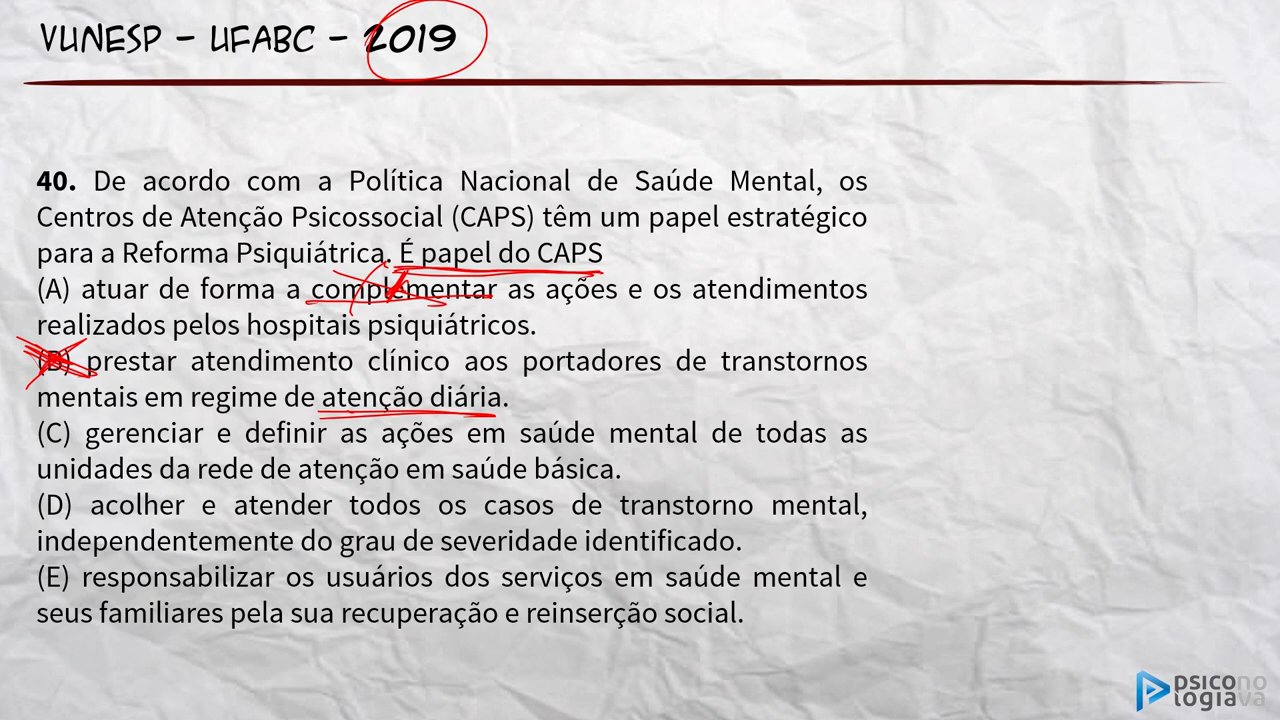 VUNESP - UFABC - 2019
40. De acordo com a Política Nacional de Saúde Mental, os
Centros de Atenção Psicossocial (CAPS) têm um papel estratégico
para a Reforma Psiquiátrica. É papel do CAPS
(A) atuar de forma a complementar as ações e os atendimentos
realizados pelos hospitais psiquiátricos.
(B) prestar atendimento clínico aos portadores de transtornos
mentais em regime de atenção diária.
(C) gerenciar e definir as ações em saúde mental de todas as
unidades da rede de atenção em saúde básica.
(D) acolher e atender todos os casos de transtorno mental,
independentemente do grau de severidade identificado.
(E) responsabilizar os usuários dos serviços em saúde mental e
seus familiares pela sua recuperação e reinserção social.
psicono
logiava